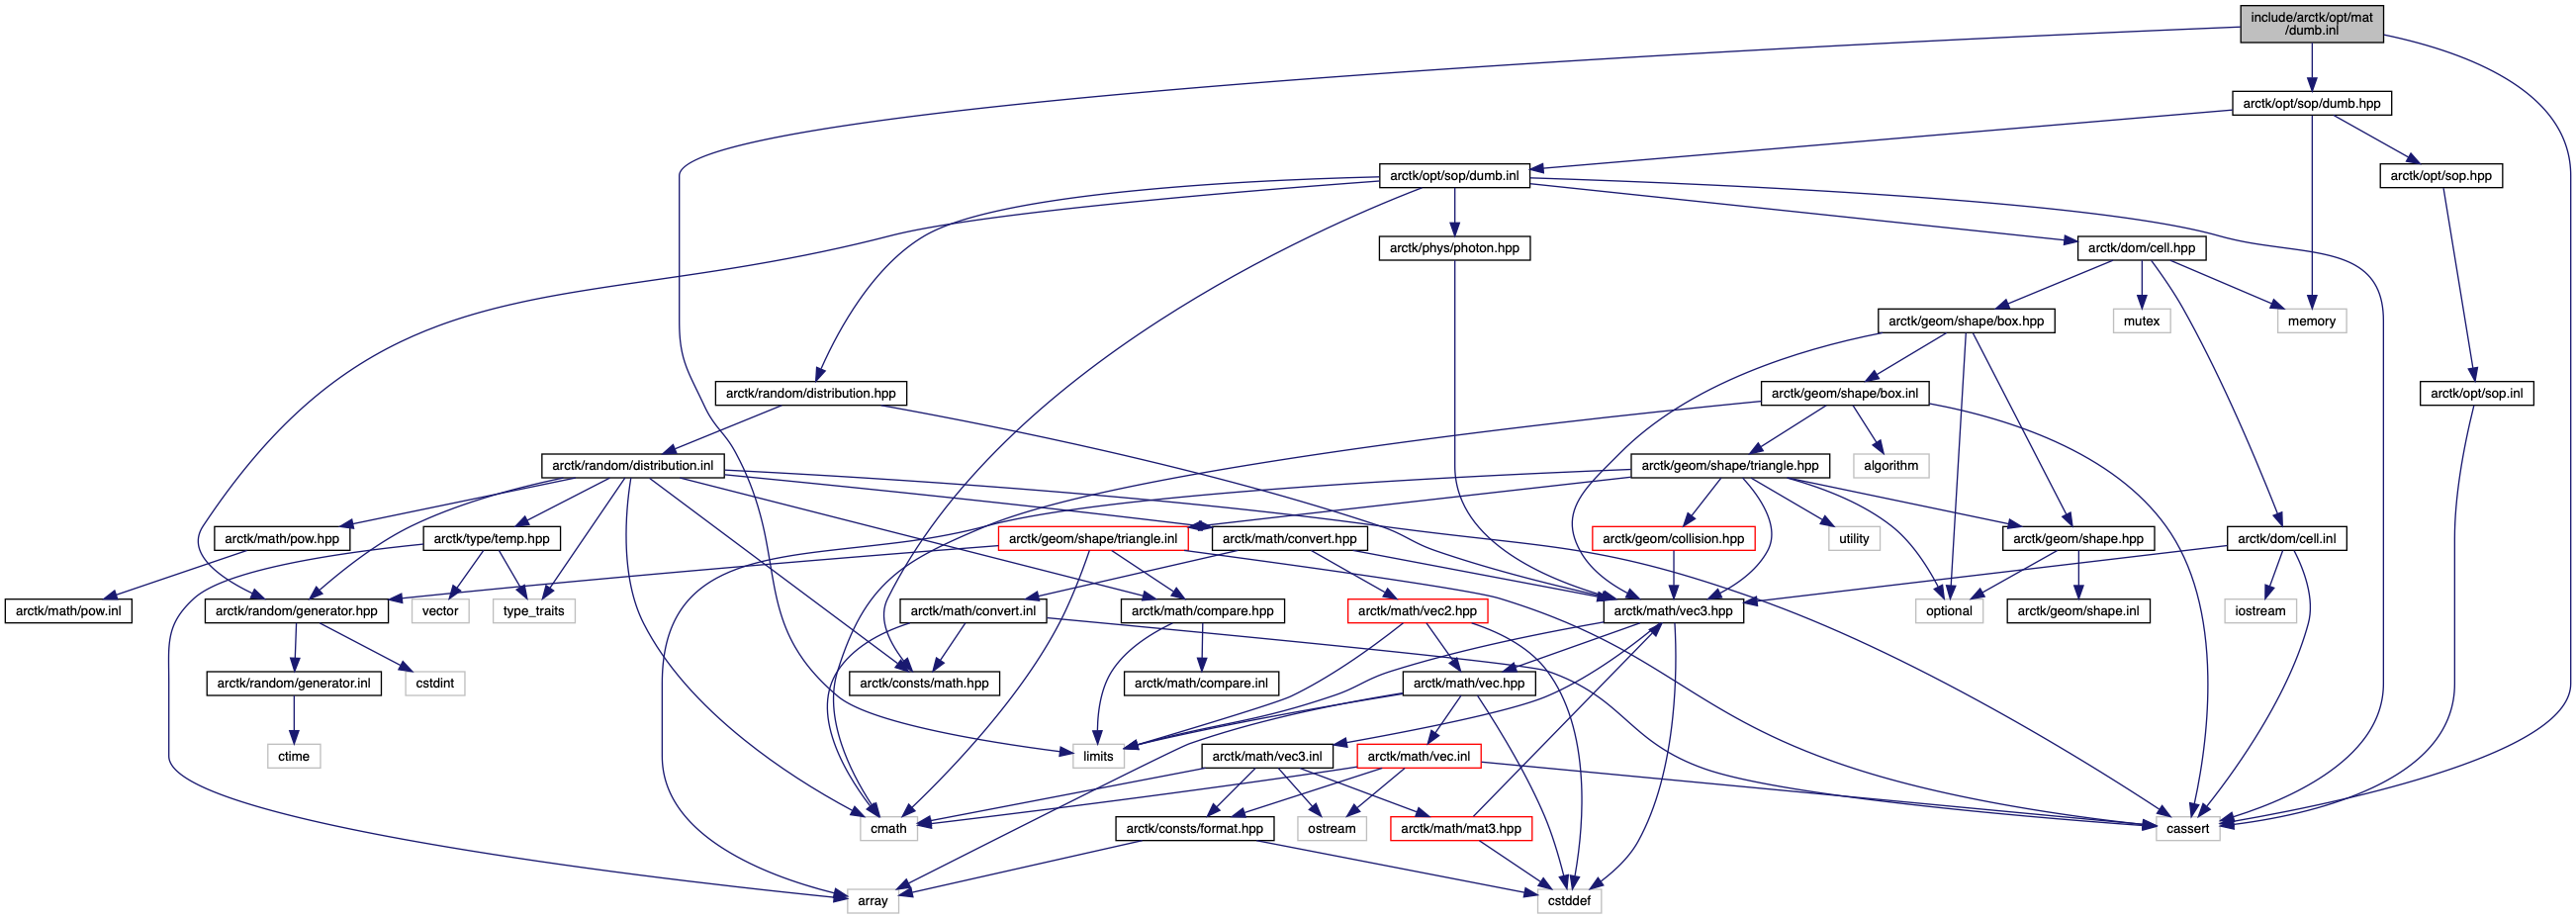 include/arctk/opt/mat
/dumb.inl
arctk/opt/sop/dumb.hpp
arctk/opt/sop/dumb.inl
arctk/opt/sop.hpp
arctk/phys/photon.hpp
arctk/dom/cell.hpp
arctk/geom/shape/box.hpp
mutex
memory
arctk/random/distribution.hpp
arctk/geom/shape/box.inl
arctk/opt/sop.inl
arctk/random/distribution.inl
arctk/geom/shape/triangle.hpp
algorithm
arctk/math/pow.hpp
arctk/type/temp.hpp
arctk/geom/shape/triangle.inl
arctk/math/convert.hpp
arctk/geom/collision.hpp
utility
arctk/geom/shape.hpp
arctk/dom/cell.inl
arctk/math/pow.inl
arctk/random/generator.hpp
vector
type_traits
arctk/math/convert.inl
arctk/math/compare.hpp
arctk/math/vec2.hpp
arctk/math/vec3.hpp
optional
arctk/geom/shape.inl
iostream
arctk/random/generator.inl
cstdint
arctk/consts/math.hpp
arctk/math/compare.inl
arctk/math/vec.hpp
ctime
limits
arctk/math/vec3.inl
arctk/math/vec.inl
cmath
arctk/consts/format.hpp
ostream
arctk/math/mat3.hpp
cassert
array
cstddef